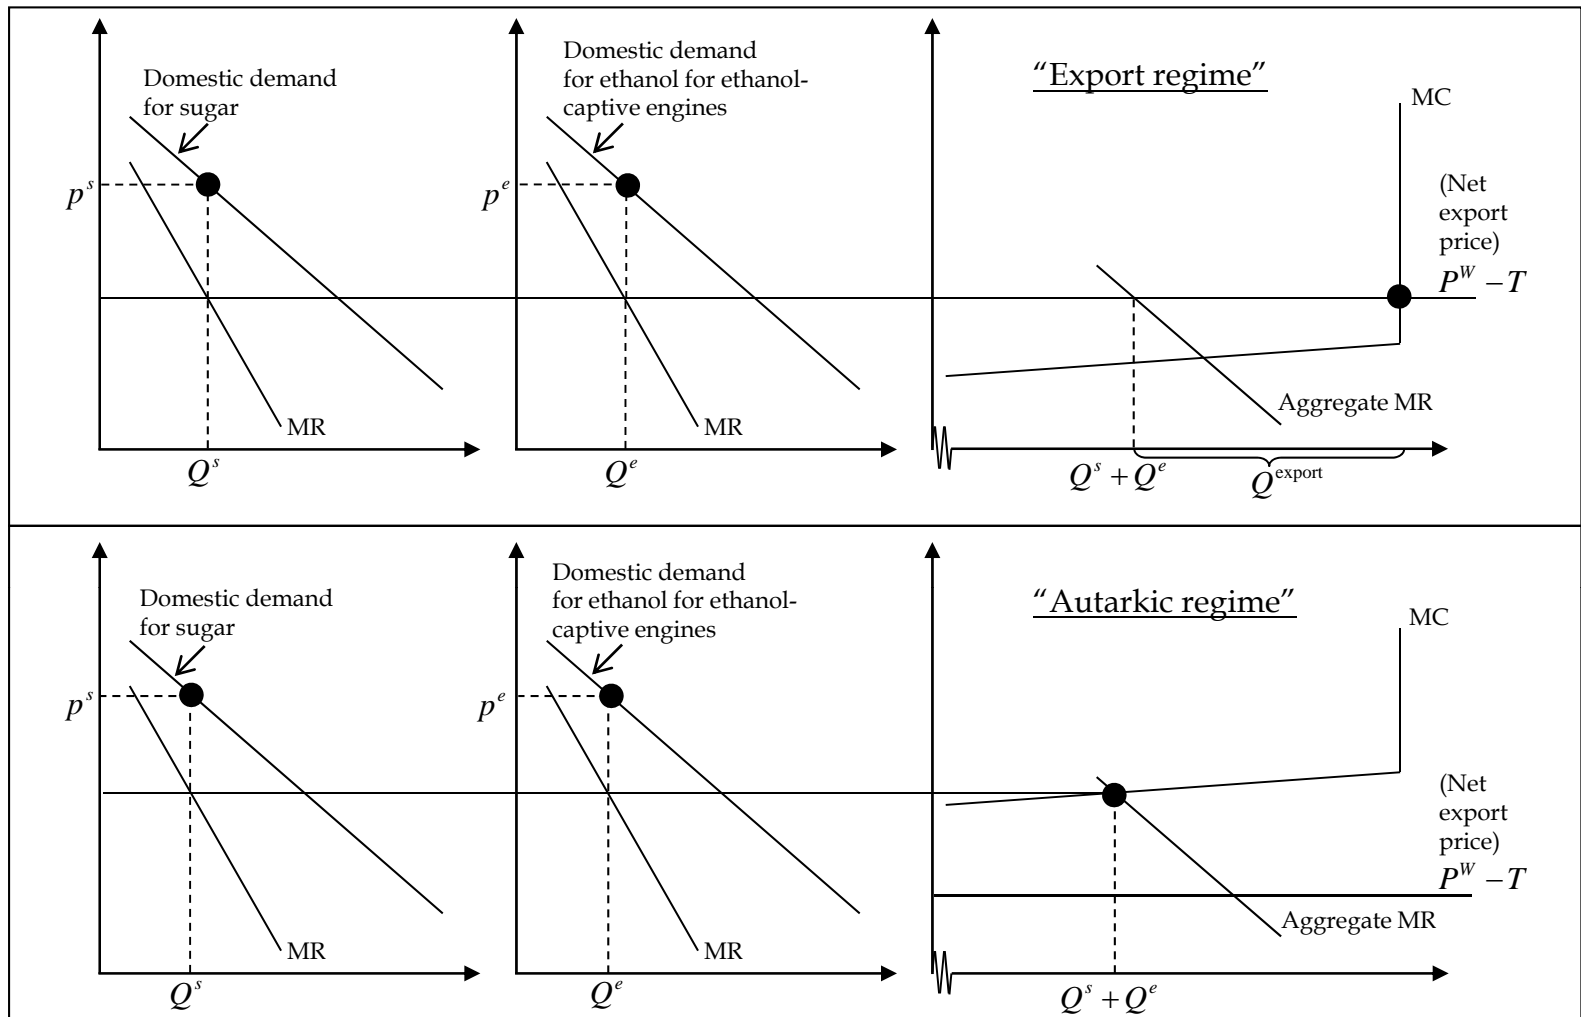 Domestic demand
for sugar
p^s
MR
Q^s
Domestic demand
for ethanol for ethanol-
captive engines
p^e
MR
Q^e
“Export regime”
MC
(Net
export
price)
P^W − T
Aggregate MR
Q^s + Q^e
Q^export
Domestic demand
for sugar
p^s
MR
Q^s
Domestic demand
for ethanol for ethanol-
captive engines
p^e
MR
Q^e
“Autarkic regime”
MC
(Net
export
price)
P^W − T
Aggregate MR
Q^s + Q^e